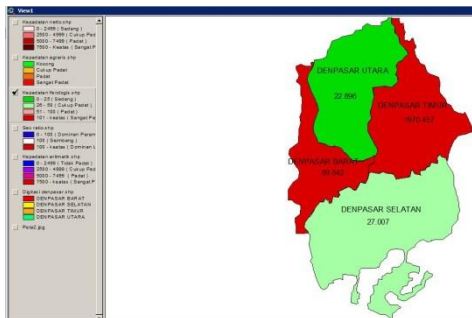 View1
Kepadatan netto.shp
0 - 2499 ( Sedang )
2500 - 4999 ( Cukup Pad
5000 - 7499 ( Padat )
7500 - keatas ( Sangat P
Kepadatan agraris.shp
Kosong
Cukup Padat
Padat
Sangat Padat
Kepadatan fisiologis.shp
0 - 25 ( Sedang )
26 - 50 ( Cukup Padat
51 - 100 ( Padat )
101 - keatas ( Sangat Pa
Sex ratio.shp
0 - 100 ( Dominan Perem
100 ( Seimbang )
100 - keatas ( Dominan L
Kepadatan aritmatik.shp
0 - 2499 ( Tidak Padat )
2500 - 4999 ( Cukup Pad
5000 - 7499 ( Padat )
7500 - keatas ( Sangat P
Digitasi denpasar.shp
DENPASAR BARAT
DENPASAR SELATAN
DENPASAR TIMUR
DENPASAR UTARA
Peta2.jpg
DENPASAR UTARA
22.896
DENPASAR TIMUR
DENPASAR BARAT
DENPASAR SELATAN
27.007